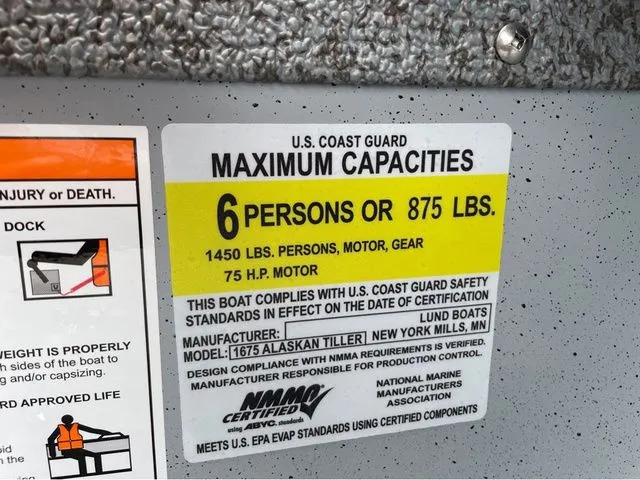 NJURY or DEATH.
DOCK
WEIGHT IS PROPERLY
h sides of the boat to
g and/or capsizing.
RD APPROVED LIFE
oid
n the
U.S. COAST GUARD
MAXIMUM CAPACITIES
6 PERSONS OR 875 LBS.
1450 LBS. PERSONS, MOTOR, GEAR
75 H.P. MOTOR
THIS BOAT COMPLIES WITH U.S. COAST GUARD SAFETY
STANDARDS IN EFFECT ON THE DATE OF CERTIFICATION
MANUFACTURER: LUND BOATS
MODEL: 1675 ALASKAN TILLER NEW YORK MILLS, MN
DESIGN COMPLIANCE WITH NMMA REQUIREMENTS IS VERIFIED.
MANUFACTURER RESPONSIBLE FOR PRODUCTION CONTROL.
NMMA
CERTIFIED
using ABYC. standards
NATIONAL MARINE
MANUFACTURERS
ASSOCIATION
MEETS U.S. EPA EVAP STANDARDS USING CERTIFIED COMPONENTS